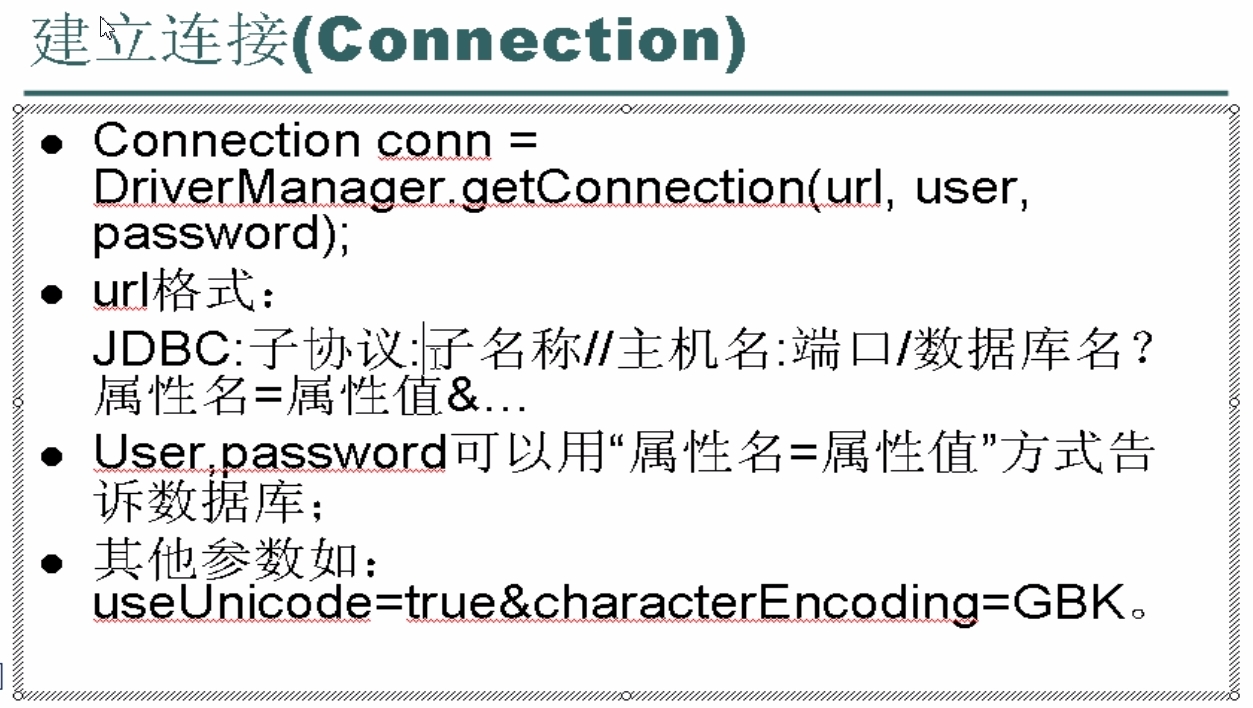 建立连接(Connection)
Connection conn =
DriverManager.getConnection(url, user,
password);
url格式：
JDBC:子协议:子名称//主机名:端口/数据库名？
属性名=属性值&…
User,password可以用“属性名=属性值”方式告
诉数据库；
其他参数如：
useUnicode=true&characterEncoding=GBK。